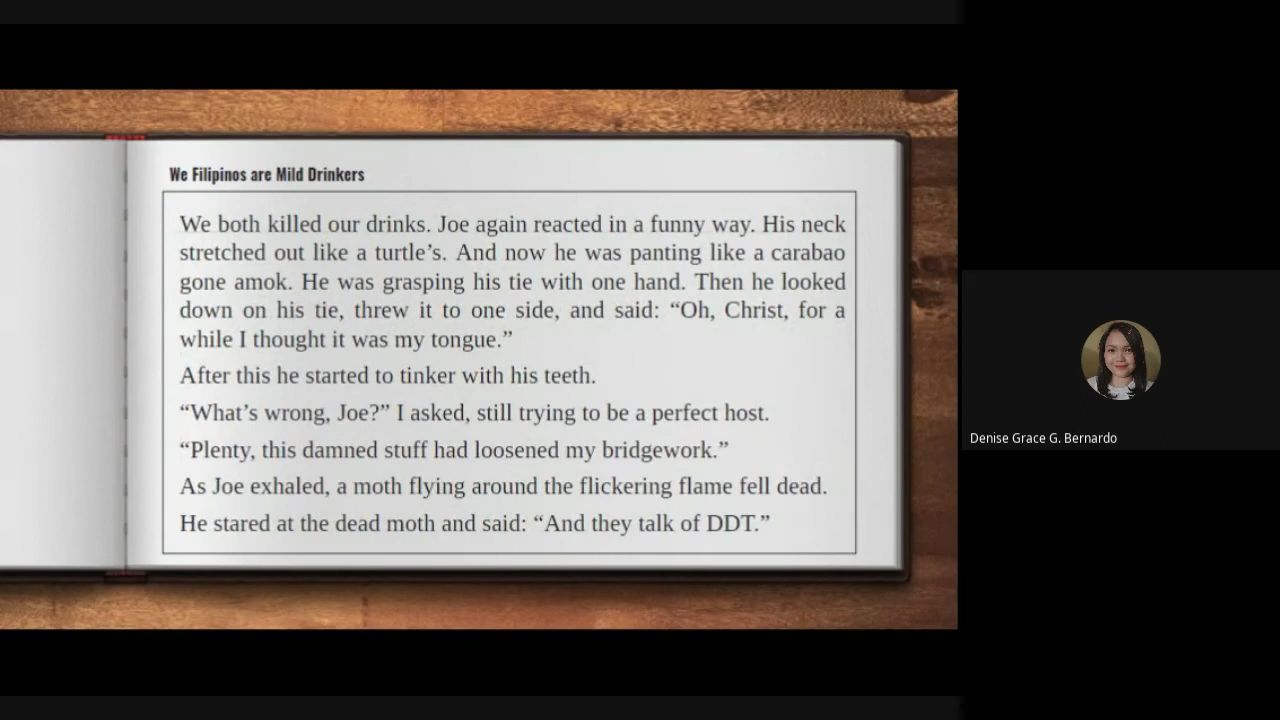 We Filipinos are Mild Drinkers
We both killed our drinks. Joe again reacted in a funny way. His neck
stretched out like a turtle’s. And now he was panting like a carabao
gone amok. He was grasping his tie with one hand. Then he looked
down on his tie, threw it to one side, and said: “Oh, Christ, for a
while I thought it was my tongue.”
After this he started to tinker with his teeth.
“What’s wrong, Joe?” I asked, still trying to be a perfect host.
“Plenty, this damned stuff had loosened my bridgework.”
As Joe exhaled, a moth flying around the flickering flame fell dead.
He stared at the dead moth and said: “And they talk of DDT.”
Denise Grace G. Bernardo